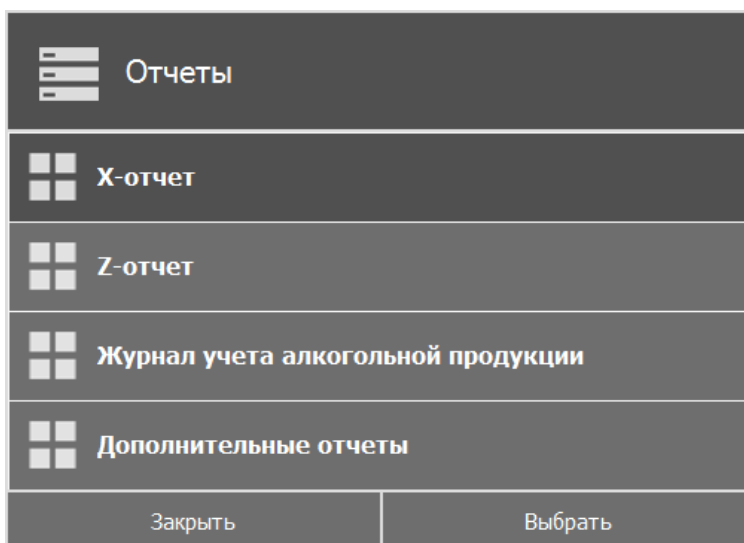 Отчеты
X-отчет
Z-отчет
Журнал учета алкогольной продукции
Дополнительные отчеты
Закрыть
Выбрать